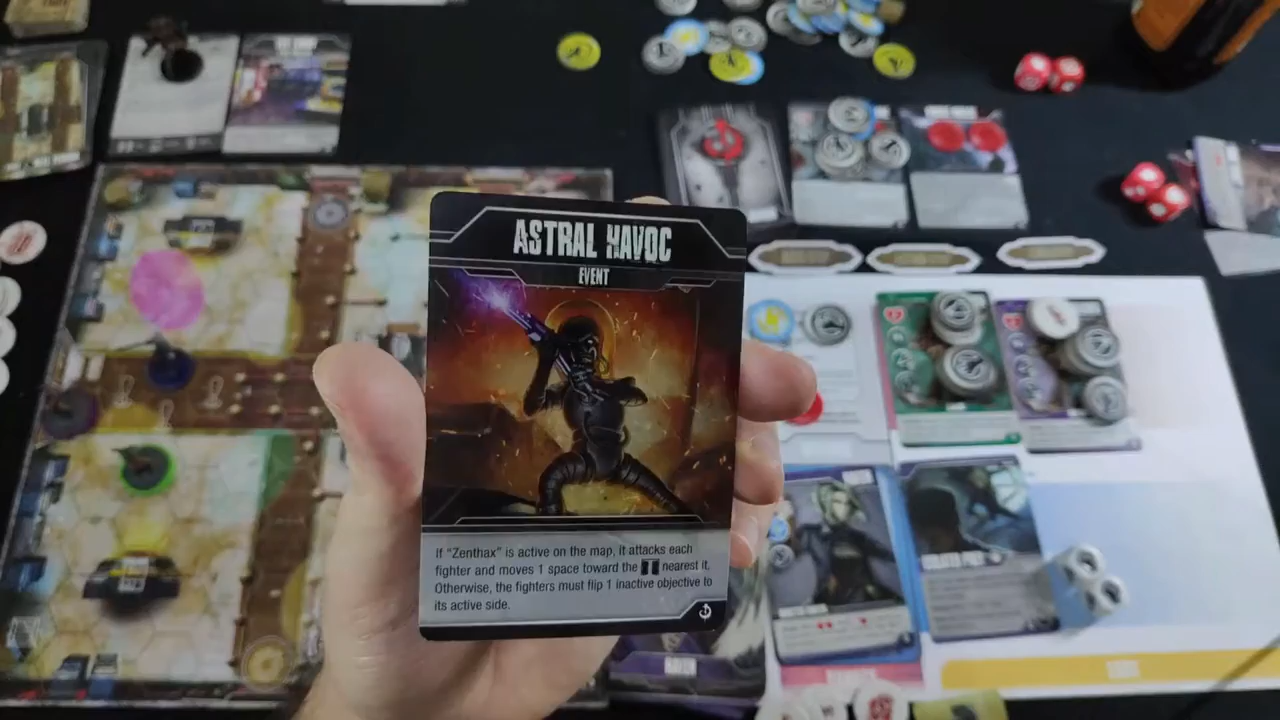 ASTRAL HAVOC
EVENT
If "Zenthax" is active on the map, it attacks each
fighter and moves 1 space toward the nearest it.
Otherwise, the fighters must flip 1 inactive objective to
its active side.